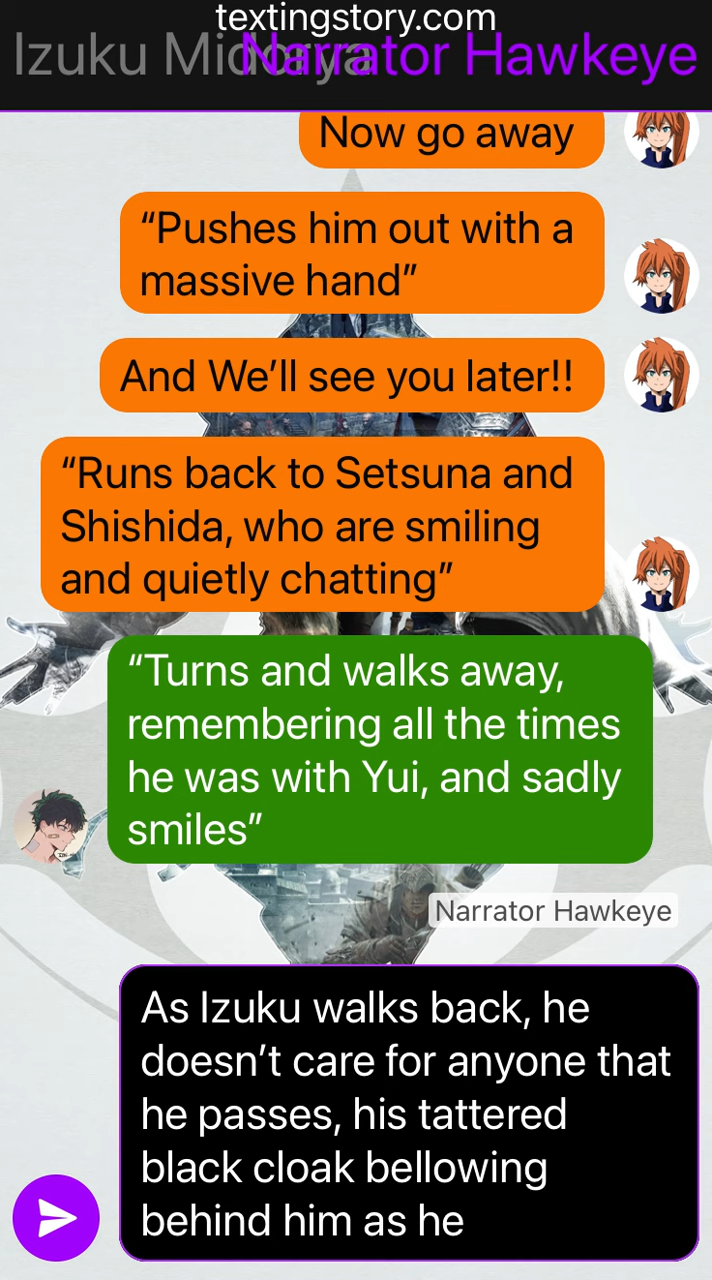 textingstory.com
Izuku Midoriya
Narrator Hawkeye
Now go away
“Pushes him out with a
massive hand”
And We’ll see you later!!
“Runs back to Setsuna and
Shishida, who are smiling
and quietly chatting”
“Turns and walks away,
remembering all the times
he was with Yui, and sadly
smiles”
Narrator Hawkeye
As Izuku walks back, he
doesn’t care for anyone that
he passes, his tattered
black cloak bellowing
behind him as he